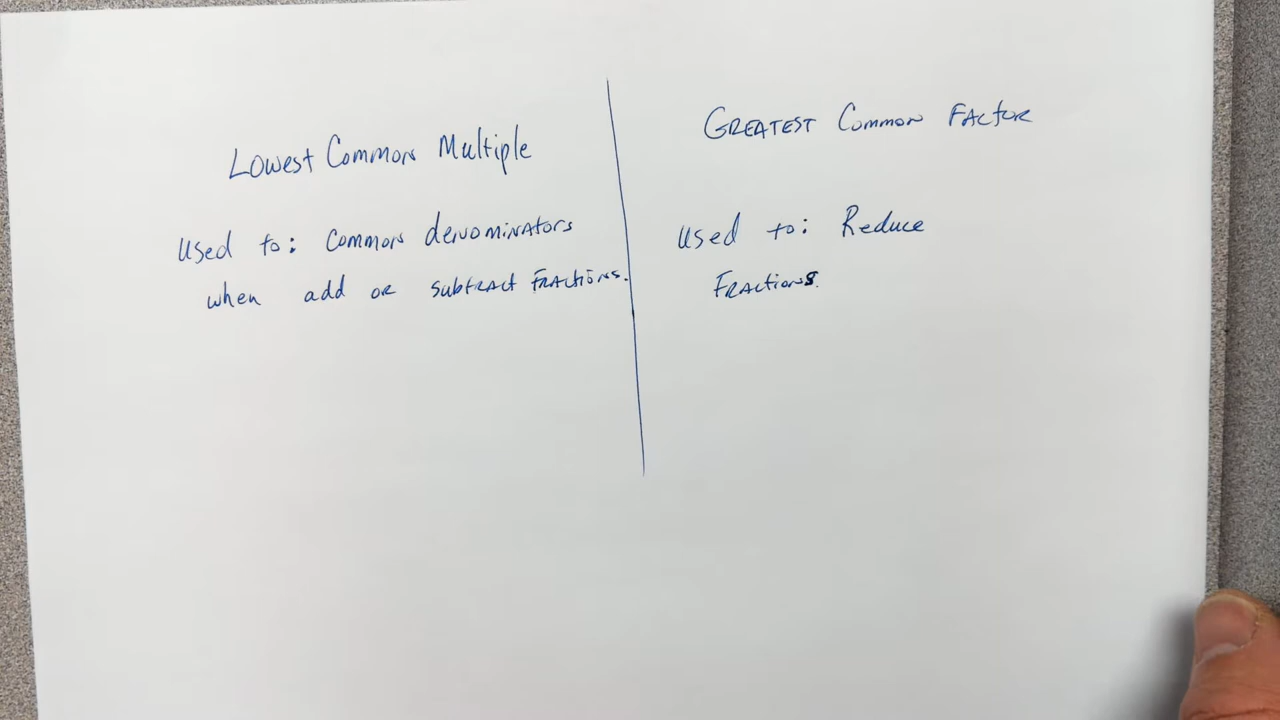 Lowest Common Multiple
Used to: Common denominators
when add or subtract Fractions.
GREATEST Common FACtor
Used to: Reduce
Fractions.